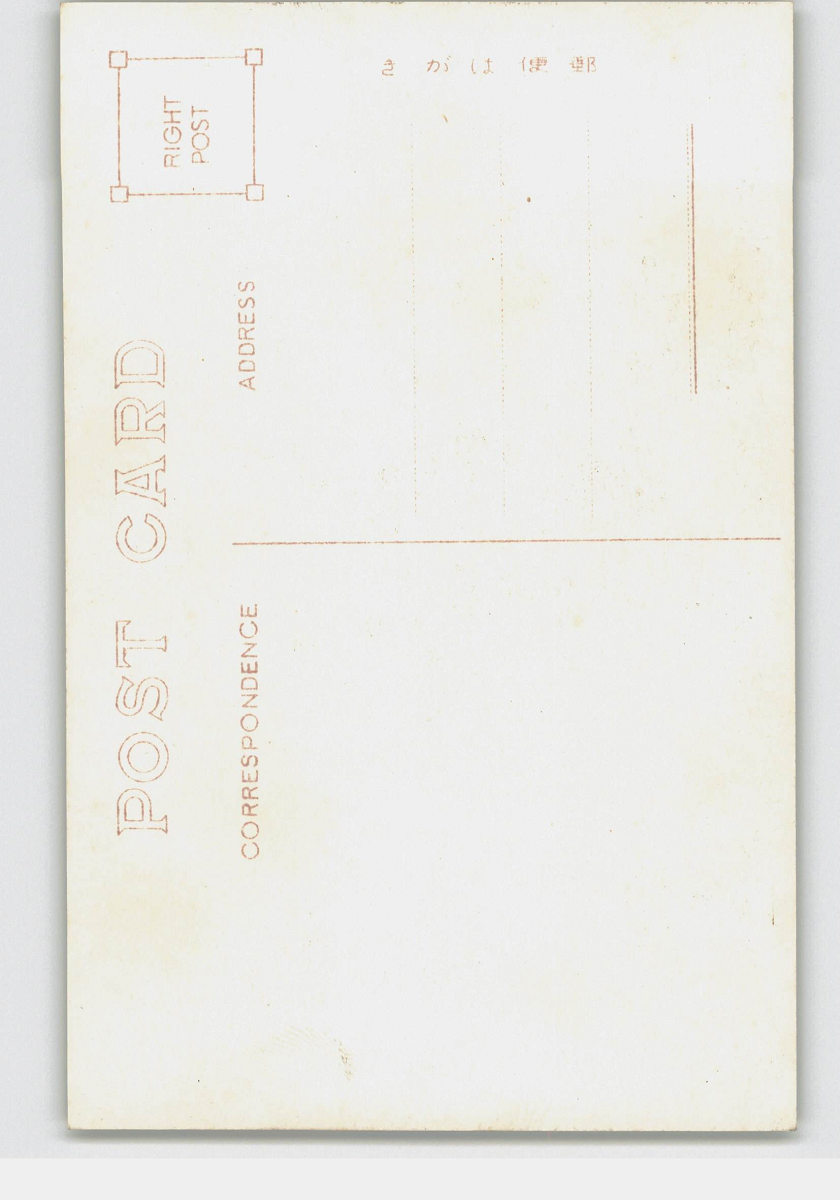 郵便はがき
RIGHT
POST
POST CARD
ADDRESS
CORRESPONDENCE